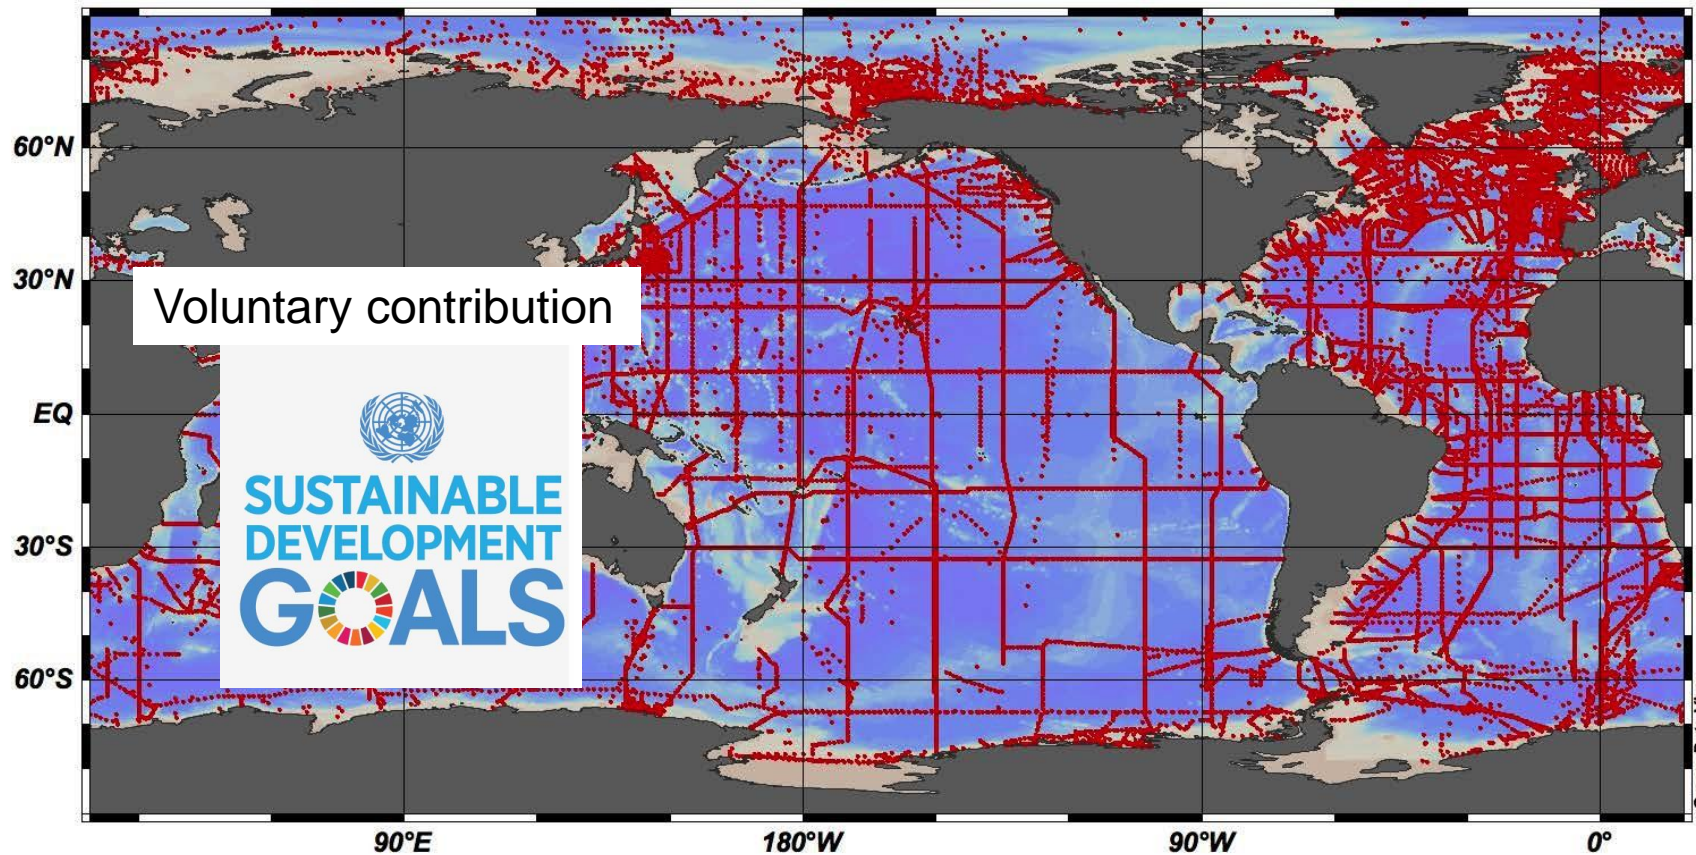 60°N
30°N
Voluntary contribution
EQ
SUSTAINABLE
DEVELOPMENT
GOALS
30°S
60°S
90°E 180°W 90°W 0°